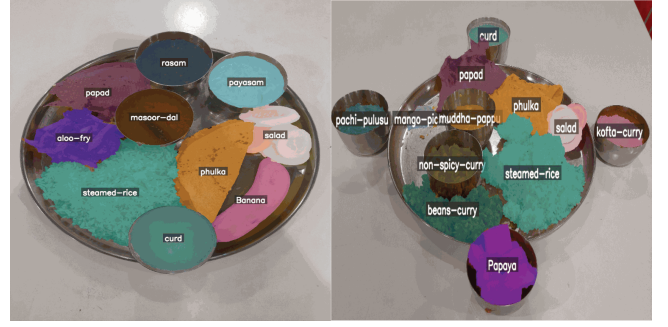 rasam
payasam
papad
masoor-dal
aloo-fry
salad
phulka
steamed-rice
Banana
curd
curd
papad
phulka
pachi-pulusu
mango-pic
muddha-pappu
salad
kofta-curry
non-spicy-curry
steamed-rice
beans-curry
Papaya